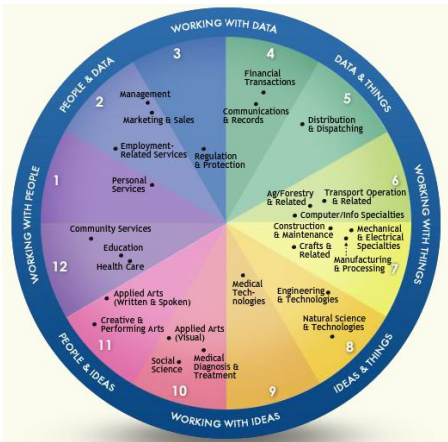 WORKING WITH DATA
PEOPLE & DATA
DATA & THINGS
3
4
2
5
1
6
12
7
11
8
10
9
Financial
Transactions
Management
Marketing & Sales
Communications
& Records
Distribution
& Dispatching
Employment-
Related Services
Regulation
& Protection
Personal
Services
Ag/Forestry
& Related
Transport Operation
& Related
Computer/Info Specialties
Construction
& Maintenance
Mechanical
& Electrical
Specialties
Crafts &
Related
Manufacturing
& Processing
Community Services
Education
Health Care
Medical
Tech-
nologies
Engineering
& Technologies
Applied Arts
(Written & Spoken)
Creative &
Performing Arts
Applied Arts
(Visual)
Natural Science
& Technologies
Social
Science
Medical
Diagnosis &
Treatment
WORKING WITH PEOPLE
WORKING WITH THINGS
PEOPLE & IDEAS
IDEAS & THINGS
WORKING WITH IDEAS